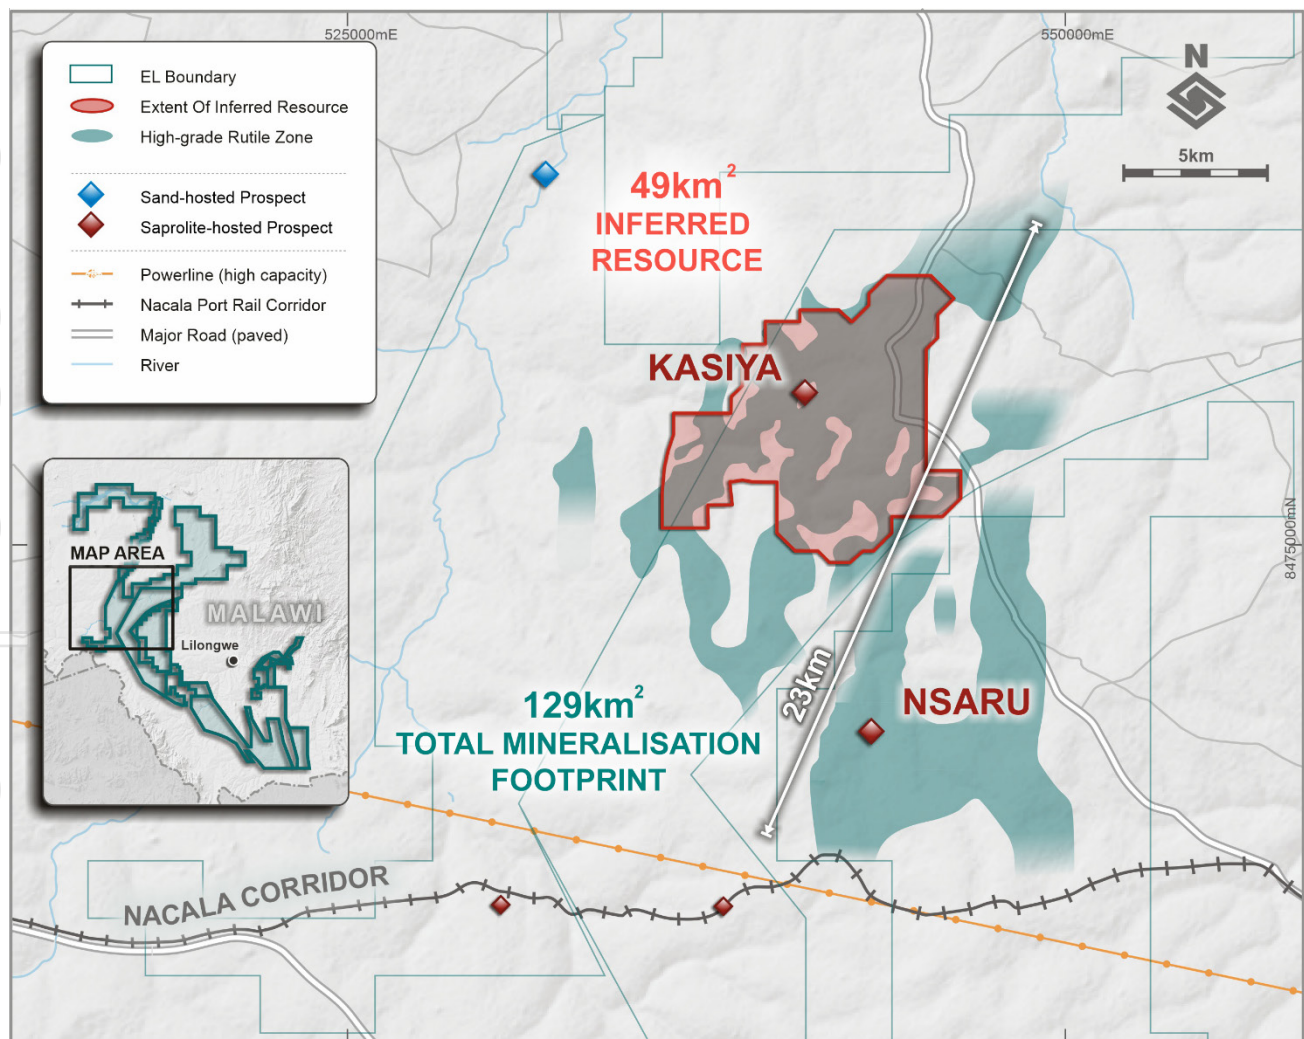 525000mE
550000mE
EL Boundary
Extent Of Inferred Resource
High-grade Rutile Zone
Sand-hosted Prospect
Saprolite-hosted Prospect
Powerline (high capacity)
Nacala Port Rail Corridor
Major Road (paved)
River
N
5km
49km²
INFERRED
RESOURCE
KASIYA
8475000mN
MAP AREA
MALAWI
Lilongwe
23km
NSARU
129km²
TOTAL MINERALISATION
FOOTPRINT
NACALA CORRIDOR